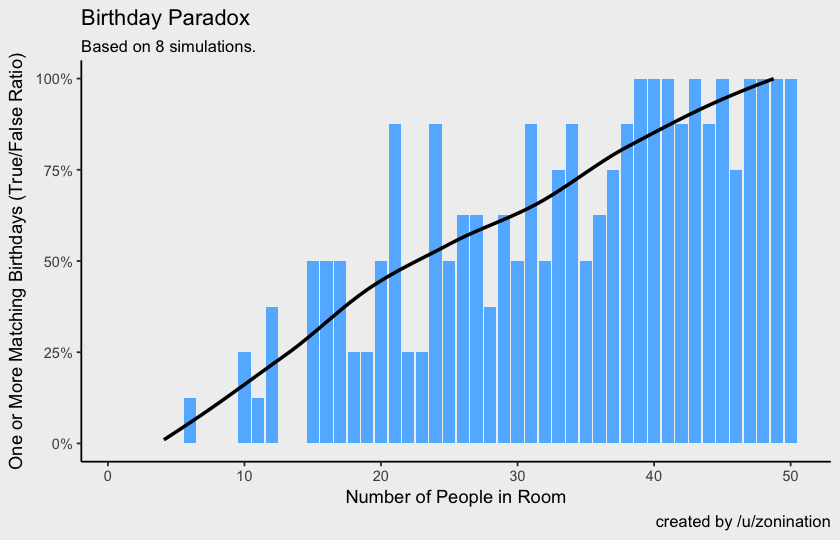 Birthday Paradox
Based on 8 simulations.
One or More Matching Birthdays (True/False Ratio)
100%
75%
50%
25%
0%
0 10 20 30 40 50
Number of People in Room
created by /u/zonination